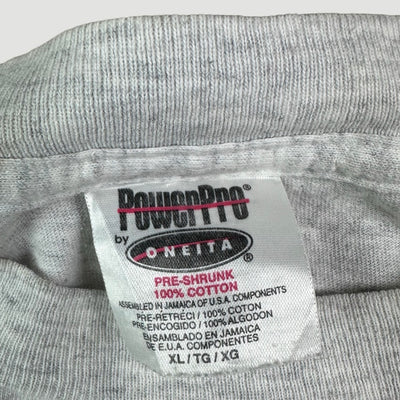 PowerPro®
by ONEITA®
PRE-SHRUNK
100% COTTON
ASSEMBLED IN JAMAICA OF U.S.A. COMPONENTS
PRE-RETRECI / 100% COTON
PRE-ENCOGIDO / 100% ALGODON
ENSAMBLADO EN JAMAICA
DE E.U.A. COMPONENTES
XL / TG / XG